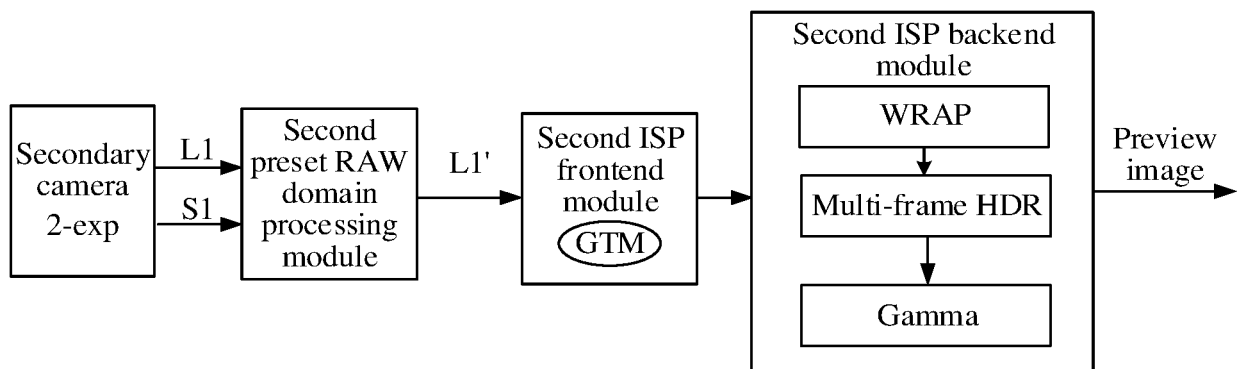 Secondary
camera
2-exp
L1
S1
Second
preset RAW
domain
processing
module
L1'
Second ISP
frontend
module
GTM
Second ISP backend
module
WRAP
Multi-frame HDR
Gamma
Preview
image